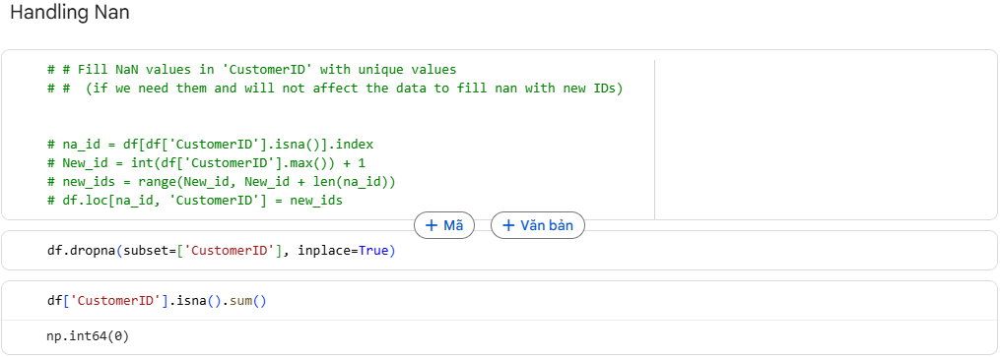 Handling Nan
# # Fill NaN values in 'CustomerID' with unique values
# #  (if we need them and will not affect the data to fill nan with new IDs)
# na_id = df[df['CustomerID'].isna()].index
# New_id = int(df['CustomerID'].max()) + 1
# new_ids = range(New_id, New_id + len(na_id))
# df.loc[na_id, 'CustomerID'] = new_ids
+ Mã
+ Văn bản
df.dropna(subset=['CustomerID'], inplace=True)
df['CustomerID'].isna().sum()
np.int64(0)